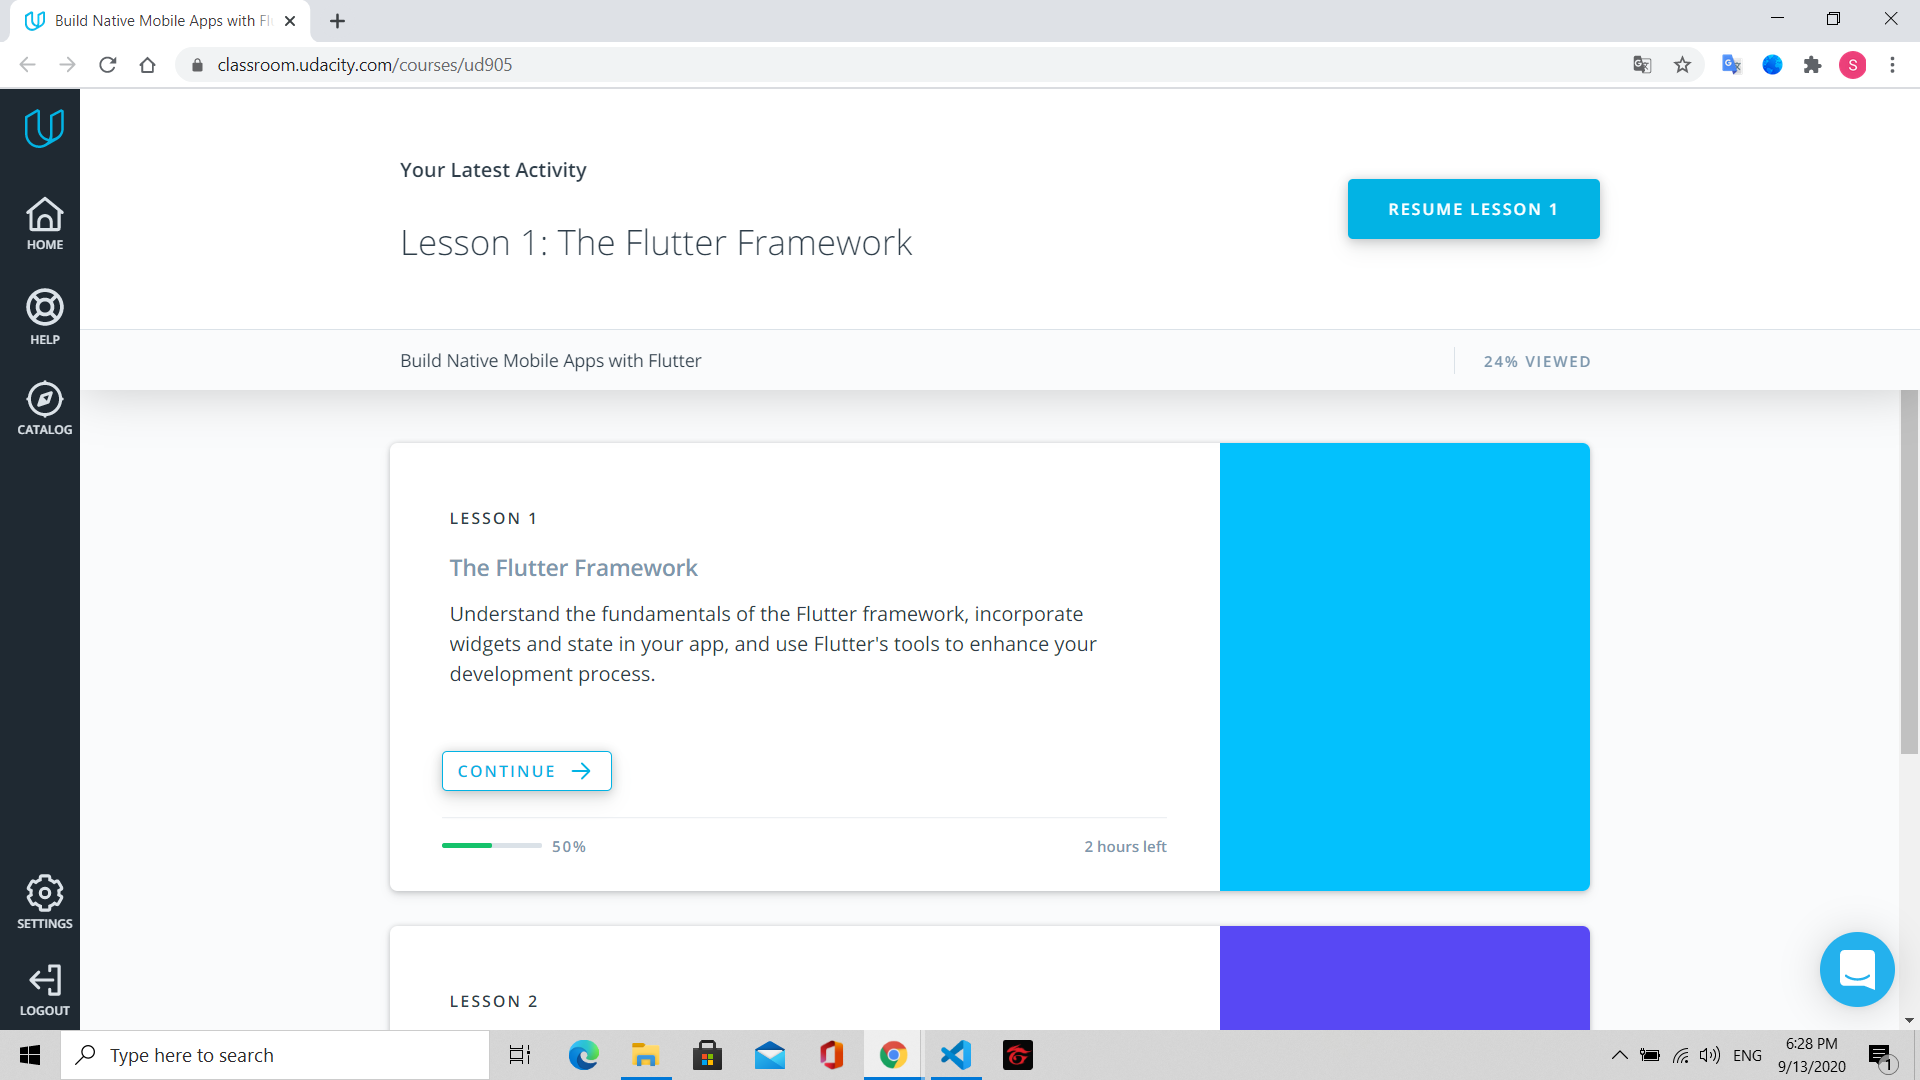 Build Native Mobile Apps with Fl
classroom.udacity.com/courses/ud905
S
HOME
HELP
CATALOG
SETTINGS
LOGOUT
Your Latest Activity
Lesson 1: The Flutter Framework
RESUME LESSON 1
Build Native Mobile Apps with Flutter
24% VIEWED
LESSON 1
The Flutter Framework
Understand the fundamentals of the Flutter framework, incorporate
widgets and state in your app, and use Flutter's tools to enhance your
development process.
CONTINUE
50%
2 hours left
LESSON 2
Type here to search
ENG
6:28 PM
9/13/2020
1